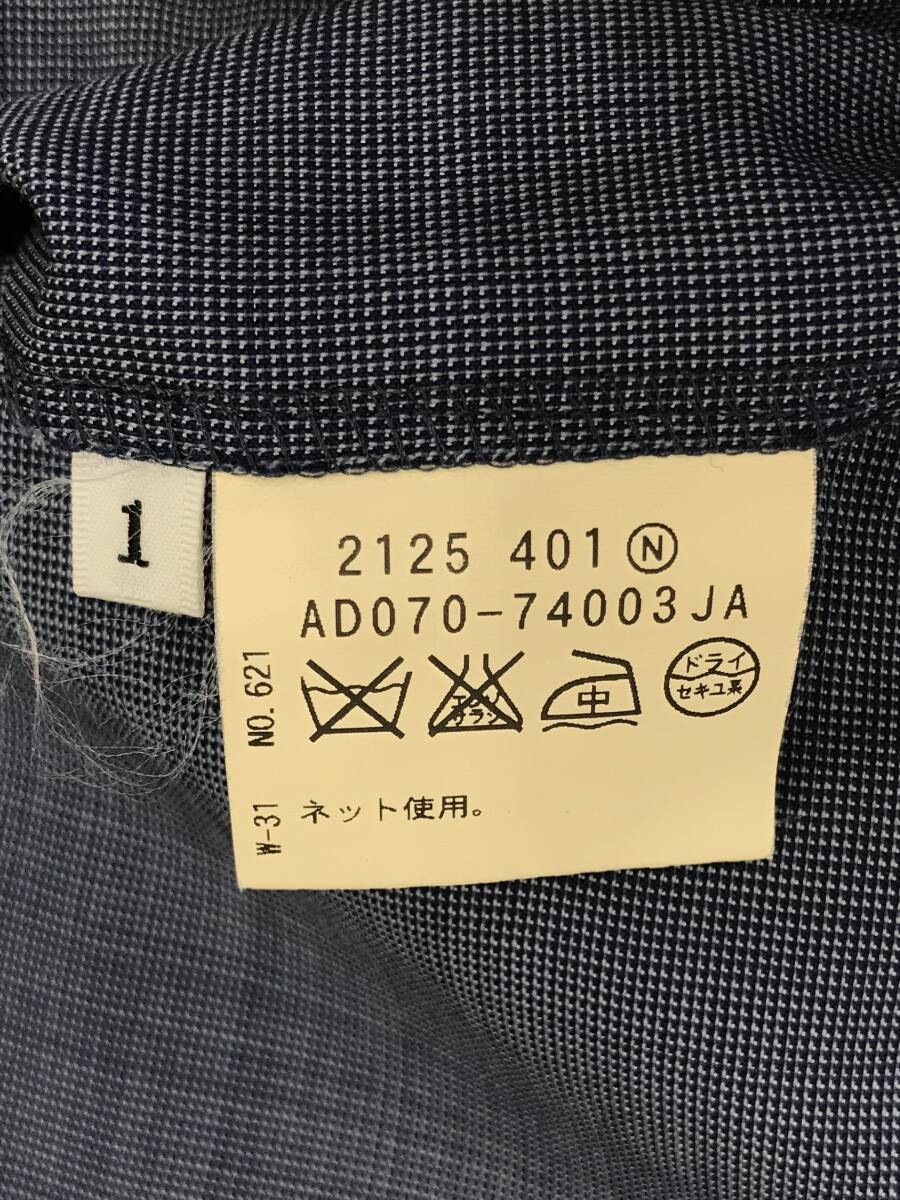 1
2125 401 Ⓝ
AD070-74003JA
NO. 621
エンソ
サラシ
中
ドライ
セキユ系
W-31
ネット使用。